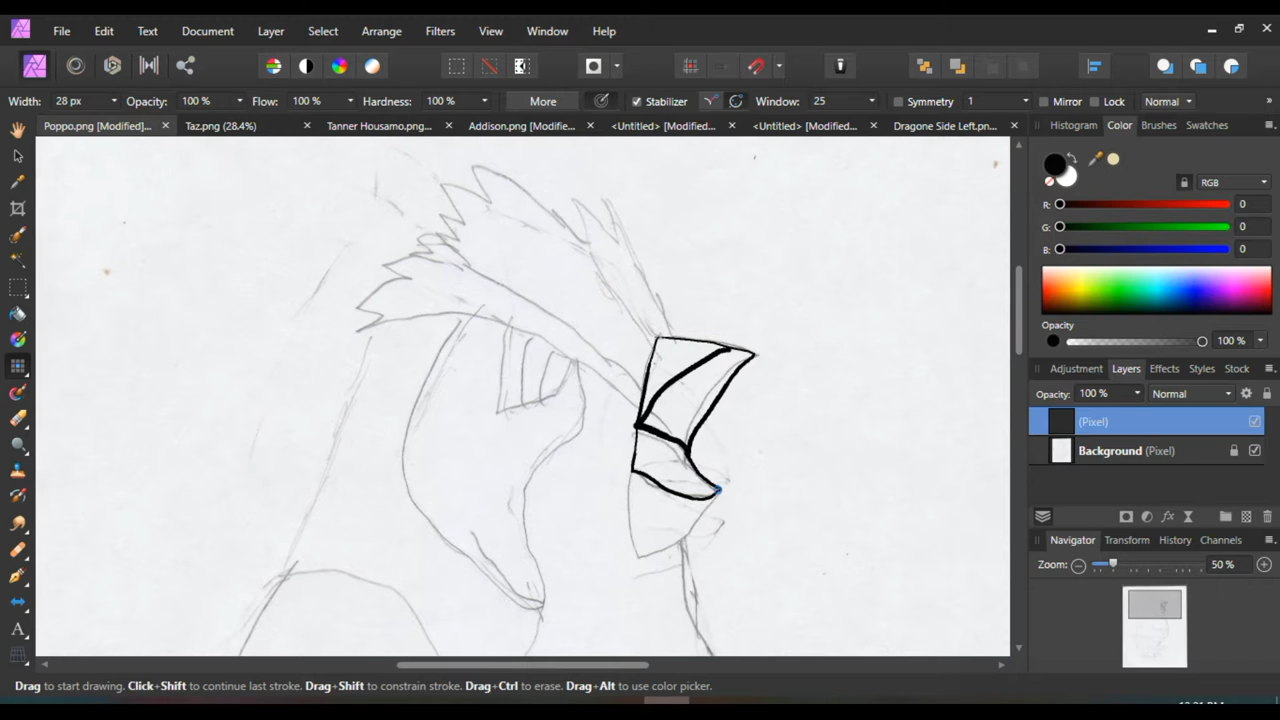 File Edit Text Document Layer Select Arrange Filters View Window Help
Width: 28 px Opacity: 100 % Flow: 100 % Hardness: 100 % More Stabilizer Window: 25 Symmetry 1 Mirror Lock Normal »
Poppo.png [Modified]... Taz.png (28.4%) Tanner Housamo.png... Addison.png [Modifie... <Untitled> [Modified]... <Untitled> [Modified]... Dragone Side Left.pn...
Histogram Color Brushes Swatches
RGB
R: 0
G: 0
B: 0
Opacity
100 %
Adjustment Layers Effects Styles Stock
Opacity: 100 % Normal
(Pixel)
Background (Pixel)
Navigator Transform History Channels
Zoom: 50 %
Drag to start drawing. Click+Shift to continue last stroke. Drag+Shift to constrain stroke. Drag+Ctrl to erase. Drag+Alt to use color picker.